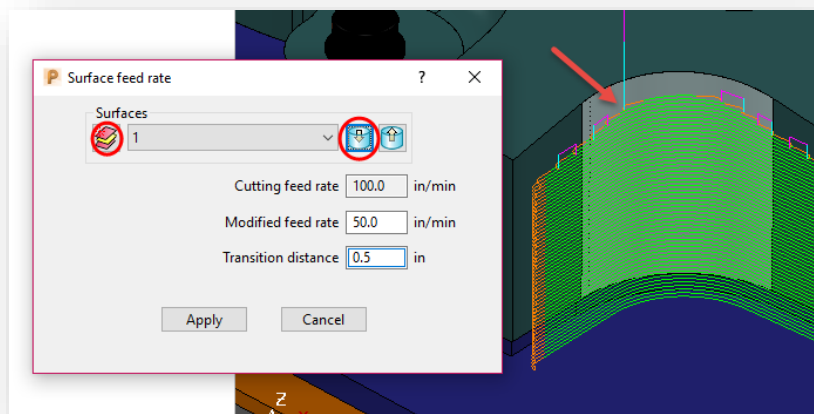 P Surface feed rate ? ×
Surfaces
1
Cutting feed rate 100.0 in/min
Modified feed rate 50.0 in/min
Transition distance 0.5 in
Apply Cancel
Z